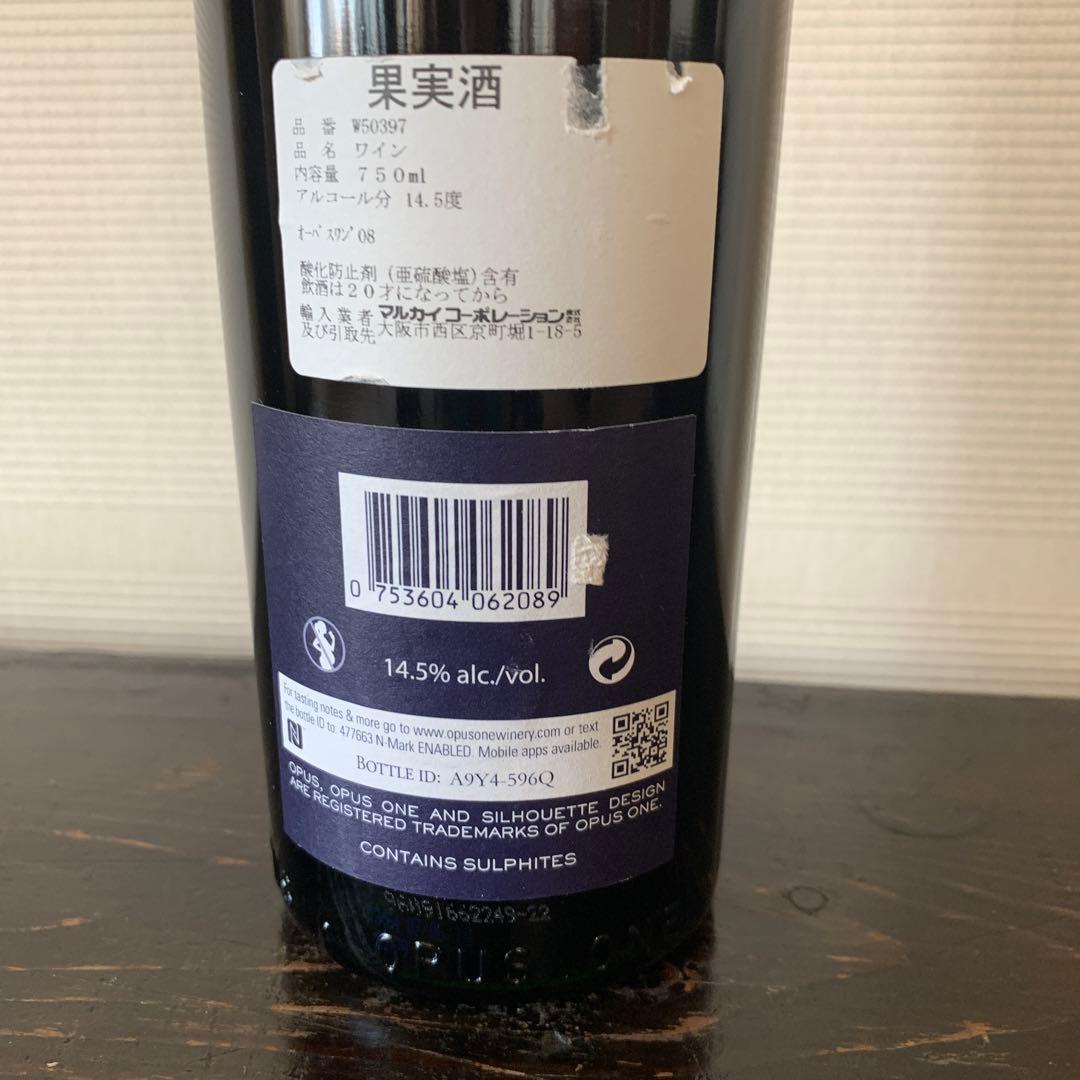 果実酒
品 番 W50397
品 名 ワイン
内容量 750ml
アルコール分 14.5度
ｵｰﾊﾟｽﾜﾝ'08
酸化防止剤(亜硫酸塩)含有
飲酒は20才になってから
輸入業者 マルカイコーポレーション株式会社
及び引取先 大阪市西区京町堀1-18-5
0 753604 062089
14.5% alc./vol.
For tasting notes & more go to www.opusonewinery.com or text
the bottle ID to: 477663 N-Mark ENABLED. Mobile apps available.
BOTTLE ID: A9Y4-596Q
OPUS, OPUS ONE AND SILHOUETTE DESIGN
ARE REGISTERED TRADEMARKS OF OPUS ONE.
CONTAINS SULPHITES
OPUS ONE